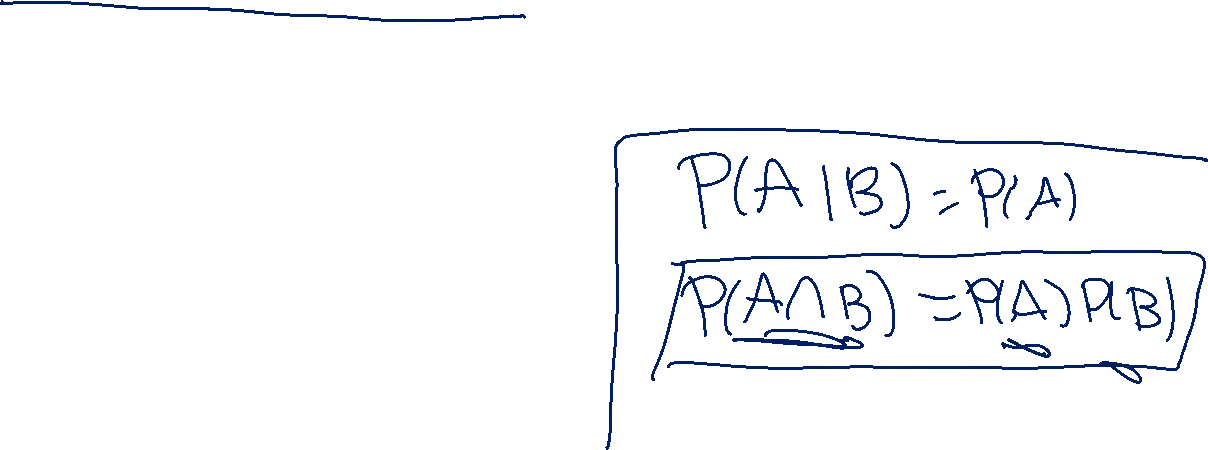 P(A|B) = P(A)
P(A∩B) = P(A)P(B)